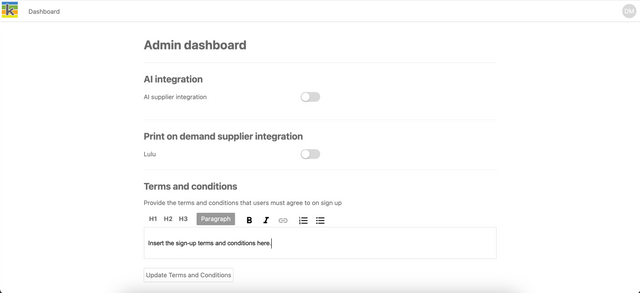 k
Dashboard
DM
Admin dashboard
AI integration
AI supplier integration
Print on demand supplier integration
Lulu
Terms and conditions
Provide the terms and conditions that users must agree to on sign up
H1 H2 H3 Paragraph B I
Insert the sign-up terms and conditions here.
Update Terms and Conditions